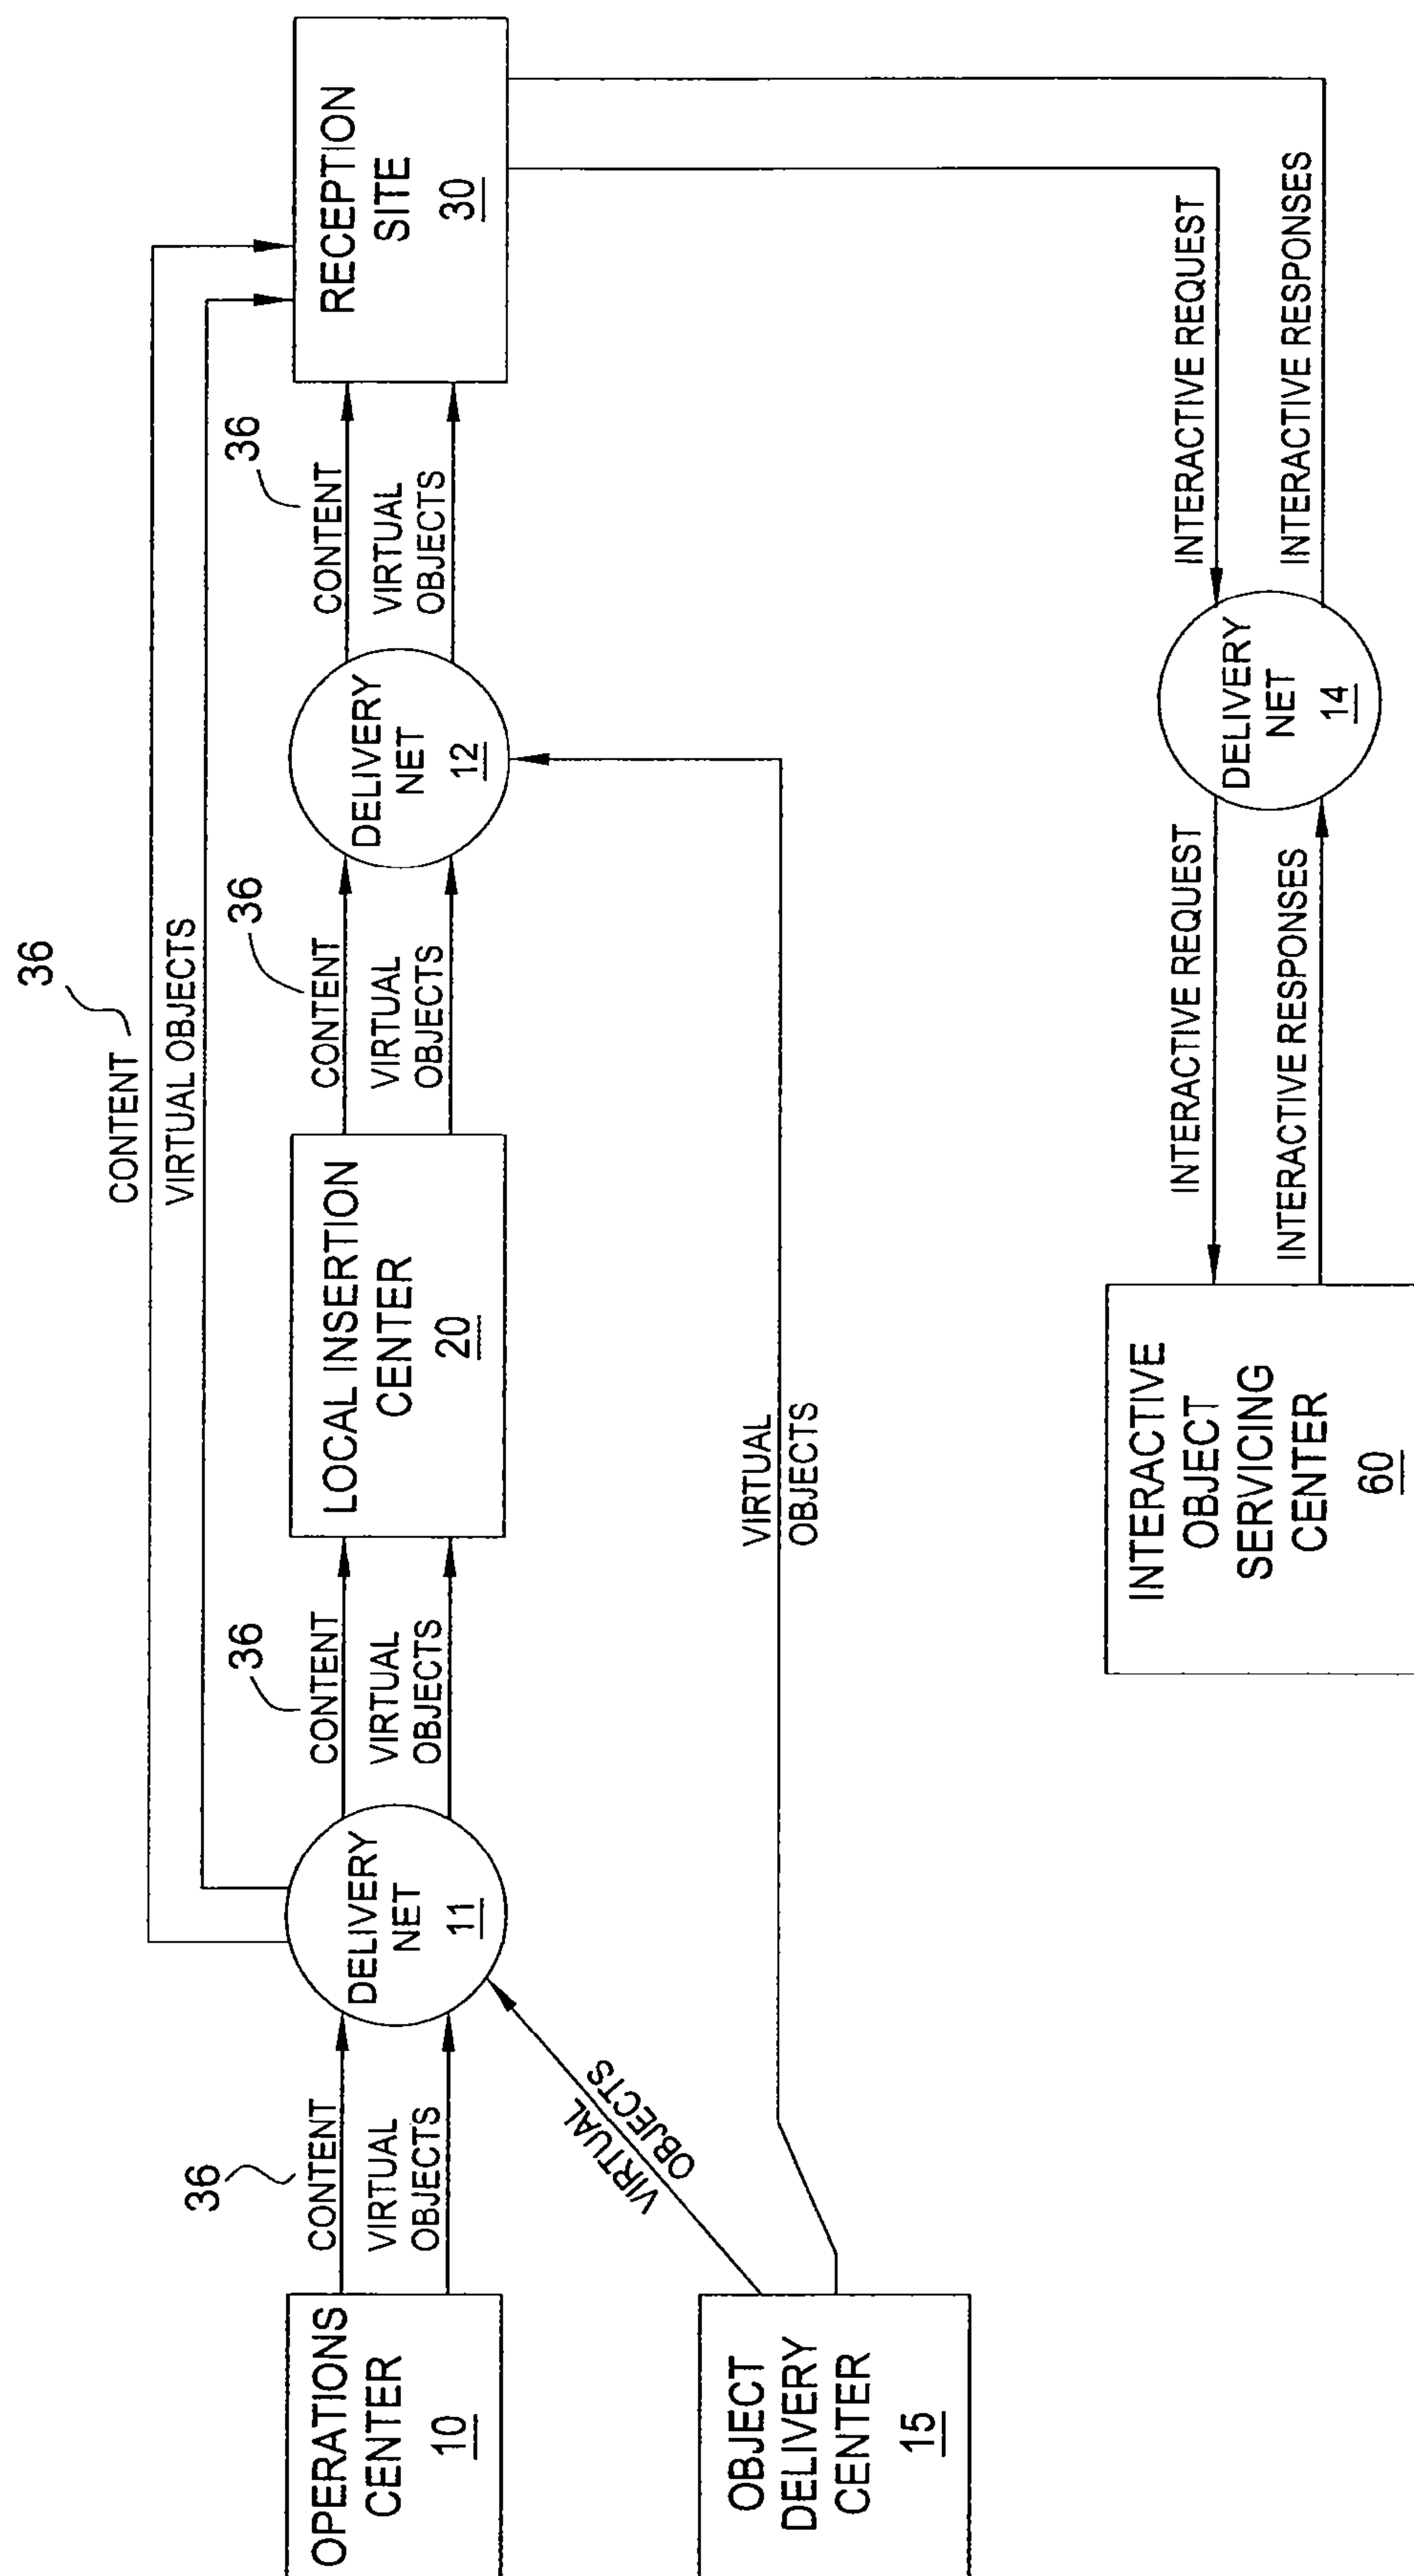 36
CONTENT
VIRTUAL OBJECTS
OPERATIONS
CENTER
10
36
CONTENT
VIRTUAL
OBJECTS
DELIVERY
NET
11
36
CONTENT
VIRTUAL
OBJECTS
LOCAL INSERTION
CENTER
20
36
CONTENT
VIRTUAL
OBJECTS
DELIVERY
NET
12
36
CONTENT
VIRTUAL
OBJECTS
RECEPTION
SITE
30
OBJECT
DELIVERY
CENTER
15
VIRTUAL
OBJECTS
VIRTUAL
OBJECTS
INTERACTIVE
OBJECT
SERVICING
CENTER
60
INTERACTIVE REQUEST
INTERACTIVE RESPONSES
DELIVERY
NET
14
INTERACTIVE REQUEST
INTERACTIVE RESPONSES